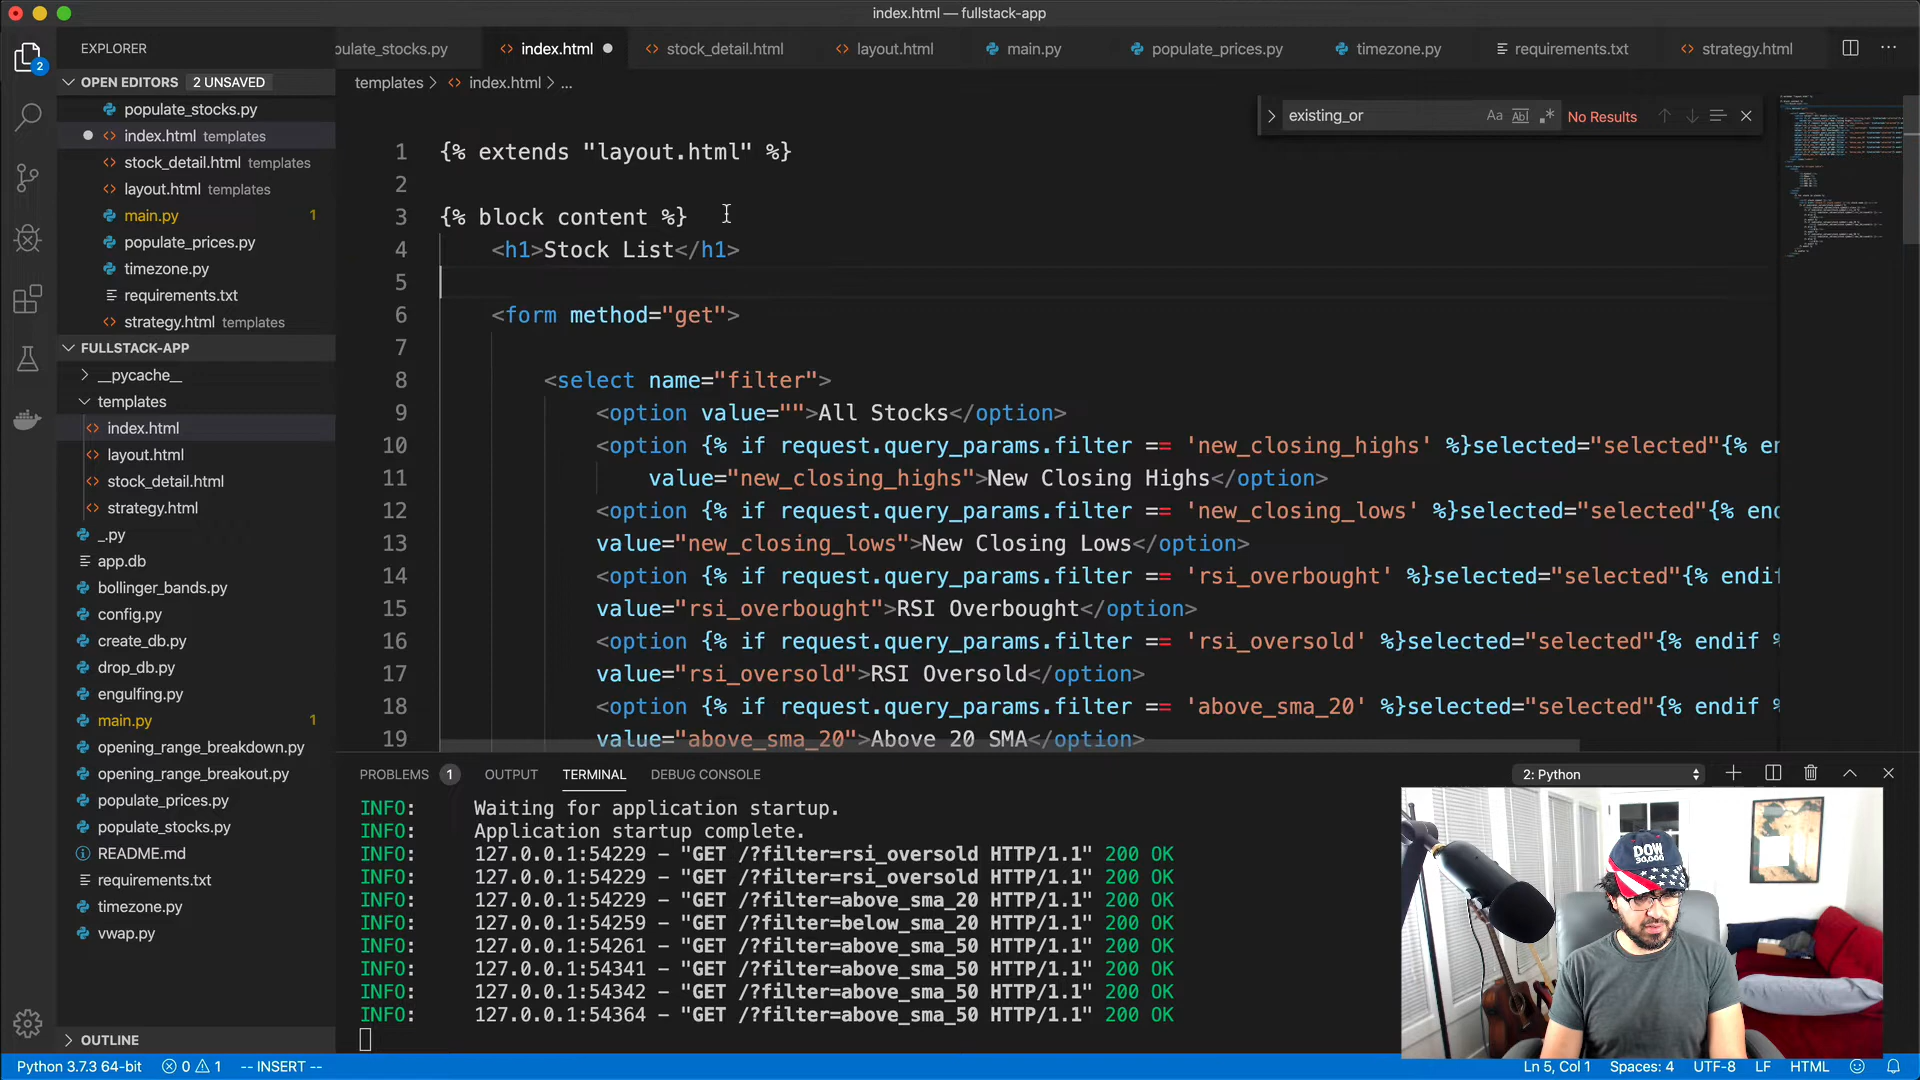 index.html — fullstack-app
EXPLORER
pulate_stocks.py
index.html
stock_detail.html
layout.html
main.py
populate_prices.py
timezone.py
requirements.txt
strategy.html
2
OPEN EDITORS 2 UNSAVED
populate_stocks.py
index.html templates
stock_detail.html templates
layout.html templates
main.py 1
populate_prices.py
timezone.py
requirements.txt
strategy.html templates
FULLSTACK-APP
__pycache__
templates
index.html
layout.html
stock_detail.html
strategy.html
_.py
app.db
bollinger_bands.py
config.py
create_db.py
drop_db.py
engulfing.py
main.py 1
opening_range_breakdown.py
opening_range_breakout.py
populate_prices.py
populate_stocks.py
README.md
requirements.txt
timezone.py
vwap.py
OUTLINE
templates > index.html > ...
existing_or Aa Abl .* No Results
1 {% extends "layout.html" %}
2
3 {% block content %}
4 <h1>Stock List</h1>
5
6 <form method="get">
7
8 <select name="filter">
9 <option value="">All Stocks</option>
10 <option {% if request.query_params.filter == 'new_closing_highs' %}selected="selected"{% en
11 value="new_closing_highs">New Closing Highs</option>
12 <option {% if request.query_params.filter == 'new_closing_lows' %}selected="selected"{% end
13 value="new_closing_lows">New Closing Lows</option>
14 <option {% if request.query_params.filter == 'rsi_overbought' %}selected="selected"{% endif
15 value="rsi_overbought">RSI Overbought</option>
16 <option {% if request.query_params.filter == 'rsi_oversold' %}selected="selected"{% endif %
17 value="rsi_oversold">RSI Oversold</option>
18 <option {% if request.query_params.filter == 'above_sma_20' %}selected="selected"{% endif %
19 value="above_sma_20">Above 20 SMA</option>
PROBLEMS 1 OUTPUT TERMINAL DEBUG CONSOLE
2: Python
INFO: Waiting for application startup.
INFO: Application startup complete.
INFO: 127.0.0.1:54229 - "GET /?filter=rsi_oversold HTTP/1.1" 200 OK
INFO: 127.0.0.1:54229 - "GET /?filter=rsi_oversold HTTP/1.1" 200 OK
INFO: 127.0.0.1:54229 - "GET /?filter=above_sma_20 HTTP/1.1" 200 OK
INFO: 127.0.0.1:54259 - "GET /?filter=below_sma_20 HTTP/1.1" 200 OK
INFO: 127.0.0.1:54261 - "GET /?filter=above_sma_50 HTTP/1.1" 200 OK
INFO: 127.0.0.1:54341 - "GET /?filter=above_sma_50 HTTP/1.1" 200 OK
INFO: 127.0.0.1:54342 - "GET /?filter=above_sma_50 HTTP/1.1" 200 OK
INFO: 127.0.0.1:54364 - "GET /?filter=above_sma_50 HTTP/1.1" 200 OK
DOW
30,000
Python 3.7.3 64-bit 0 1 -- INSERT --
Ln 5, Col 1 Spaces: 4 UTF-8 LF HTML